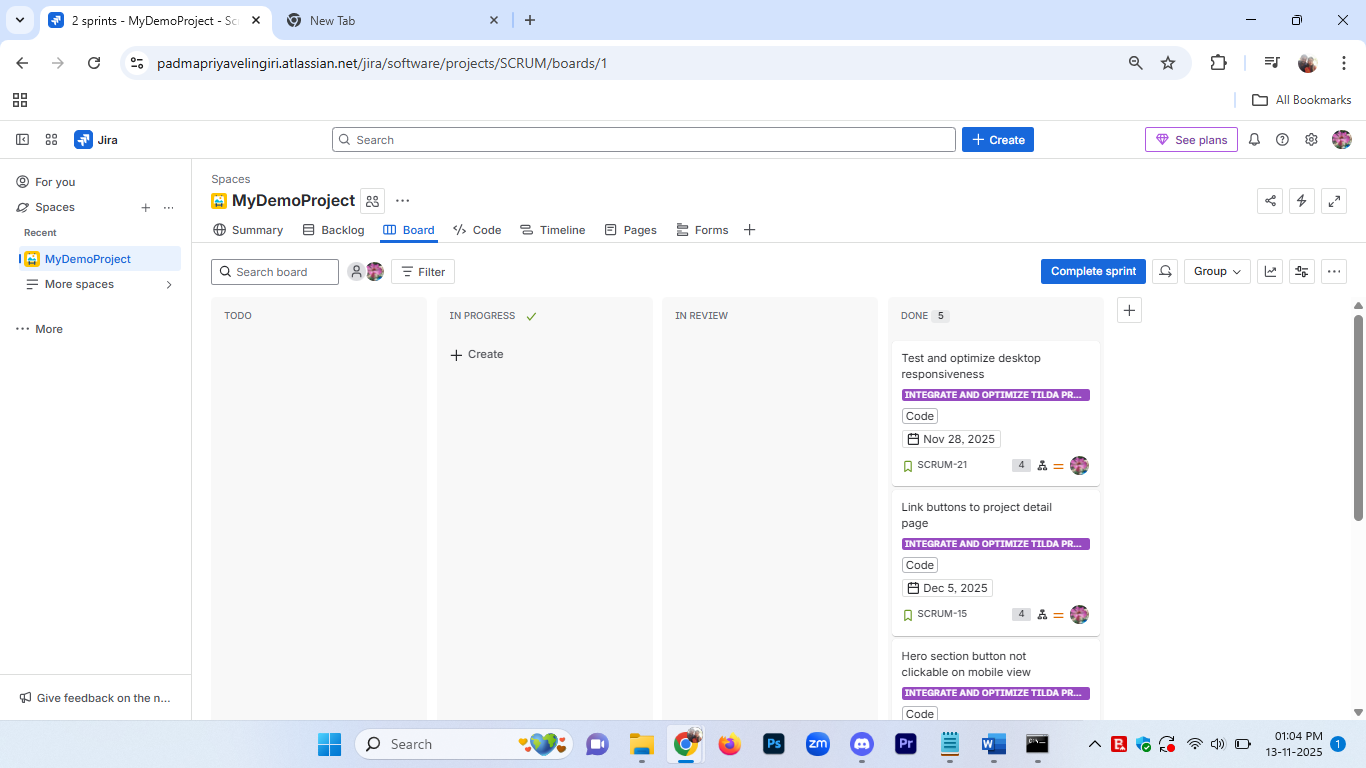 2 sprints - MyDemoProject - Sc
New Tab
padmapriyavelingiri.atlassian.net/jira/software/projects/SCRUM/boards/1
All Bookmarks
Jira
Search
Create
See plans
For you
Spaces
Recent
MyDemoProject
More spaces
More
Give feedback on the n...
Spaces
MyDemoProject
Summary
Backlog
Board
Code
Timeline
Pages
Forms
Search board
Filter
Complete sprint
Group
TODO
IN PROGRESS
Create
IN REVIEW
DONE 5
Test and optimize desktop
responsiveness
INTEGRATE AND OPTIMIZE TILDA PR...
Code
Nov 28, 2025
SCRUM-21
4
Link buttons to project detail
page
INTEGRATE AND OPTIMIZE TILDA PR...
Code
Dec 5, 2025
SCRUM-15
4
Hero section button not
clickable on mobile view
INTEGRATE AND OPTIMIZE TILDA PR...
Code
Search
Ps
zm
Pr
W
01:04 PM
13-11-2025
1